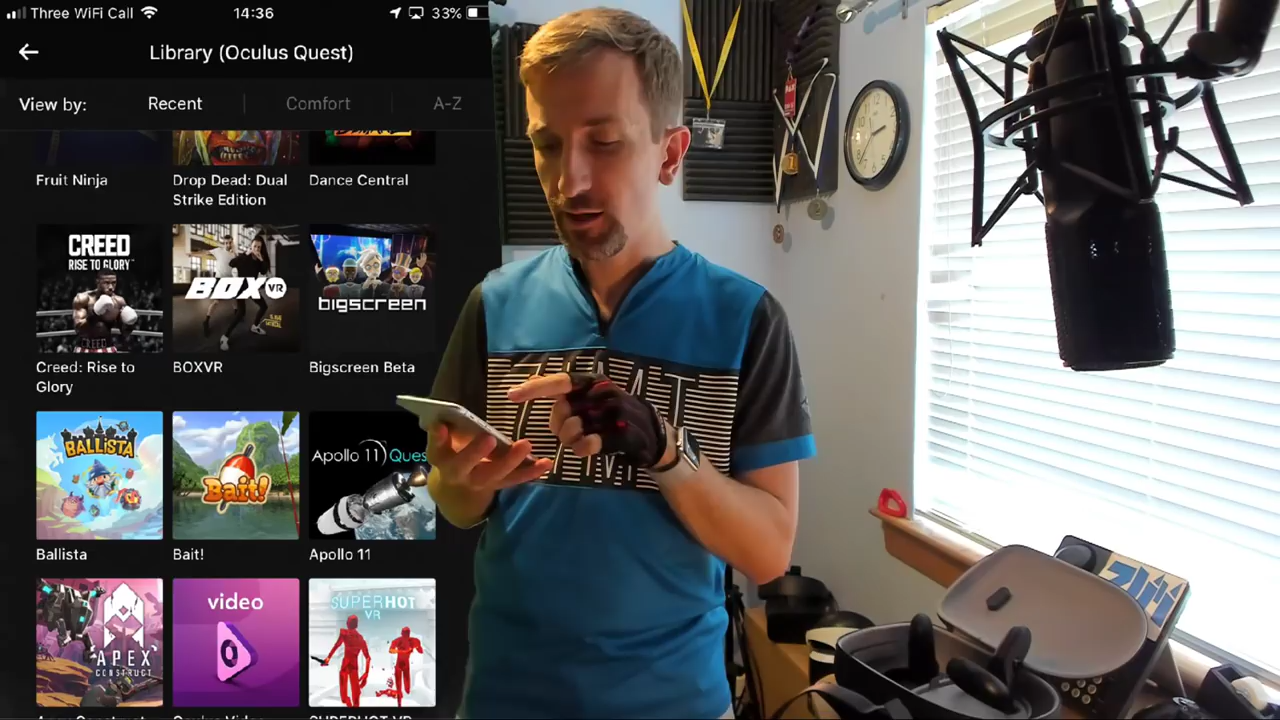 Three WiFi Call
14:36
33%
Library (Oculus Quest)
View by:
Recent
Comfort
A-Z
Fruit Ninja
Drop Dead: Dual
Strike Edition
Dance Central
CREED
RISE TO GLORY
CREED
BOXVR
bigscreen
Creed: Rise to
Glory
BOXVR
Bigscreen Beta
BALLISTA
Bait!
Apollo 11 Ques
Ballista
Bait!
Apollo 11
APEX
CONSTRUCT
video
SUPERHOT
VR